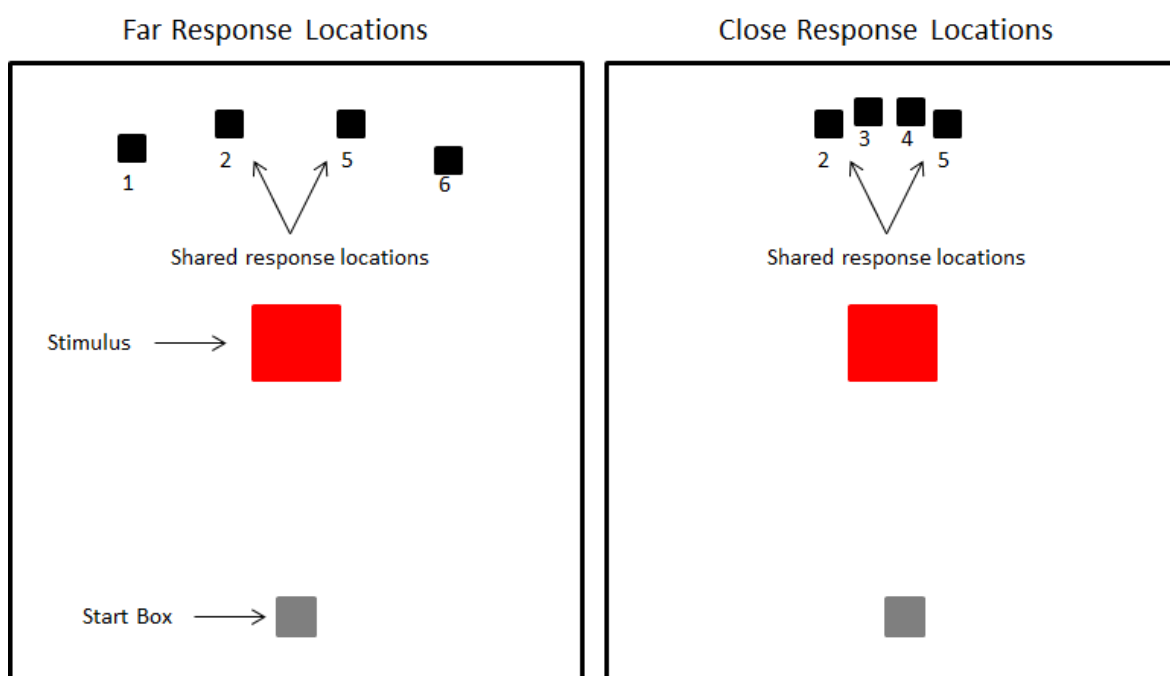 Far Response Locations
Close Response Locations
1
2
5
6
2
3
4
5
Shared response locations
Shared response locations
Stimulus
Start Box